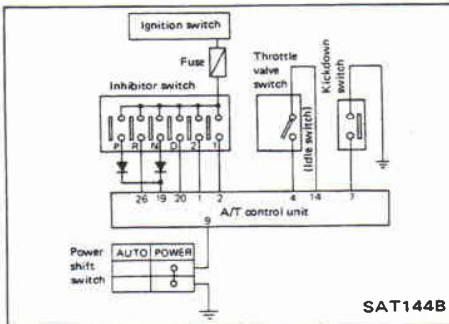 Ignition switch
Fuse
Inhibitor switch
Throttle
valve
switch
(Idle switch)
Kickdown
switch
P R N D 2 1
26 19 20 1 2 4 14 7
A/T control unit
9
Power
shift
switch
AUTO POWER
SAT144B